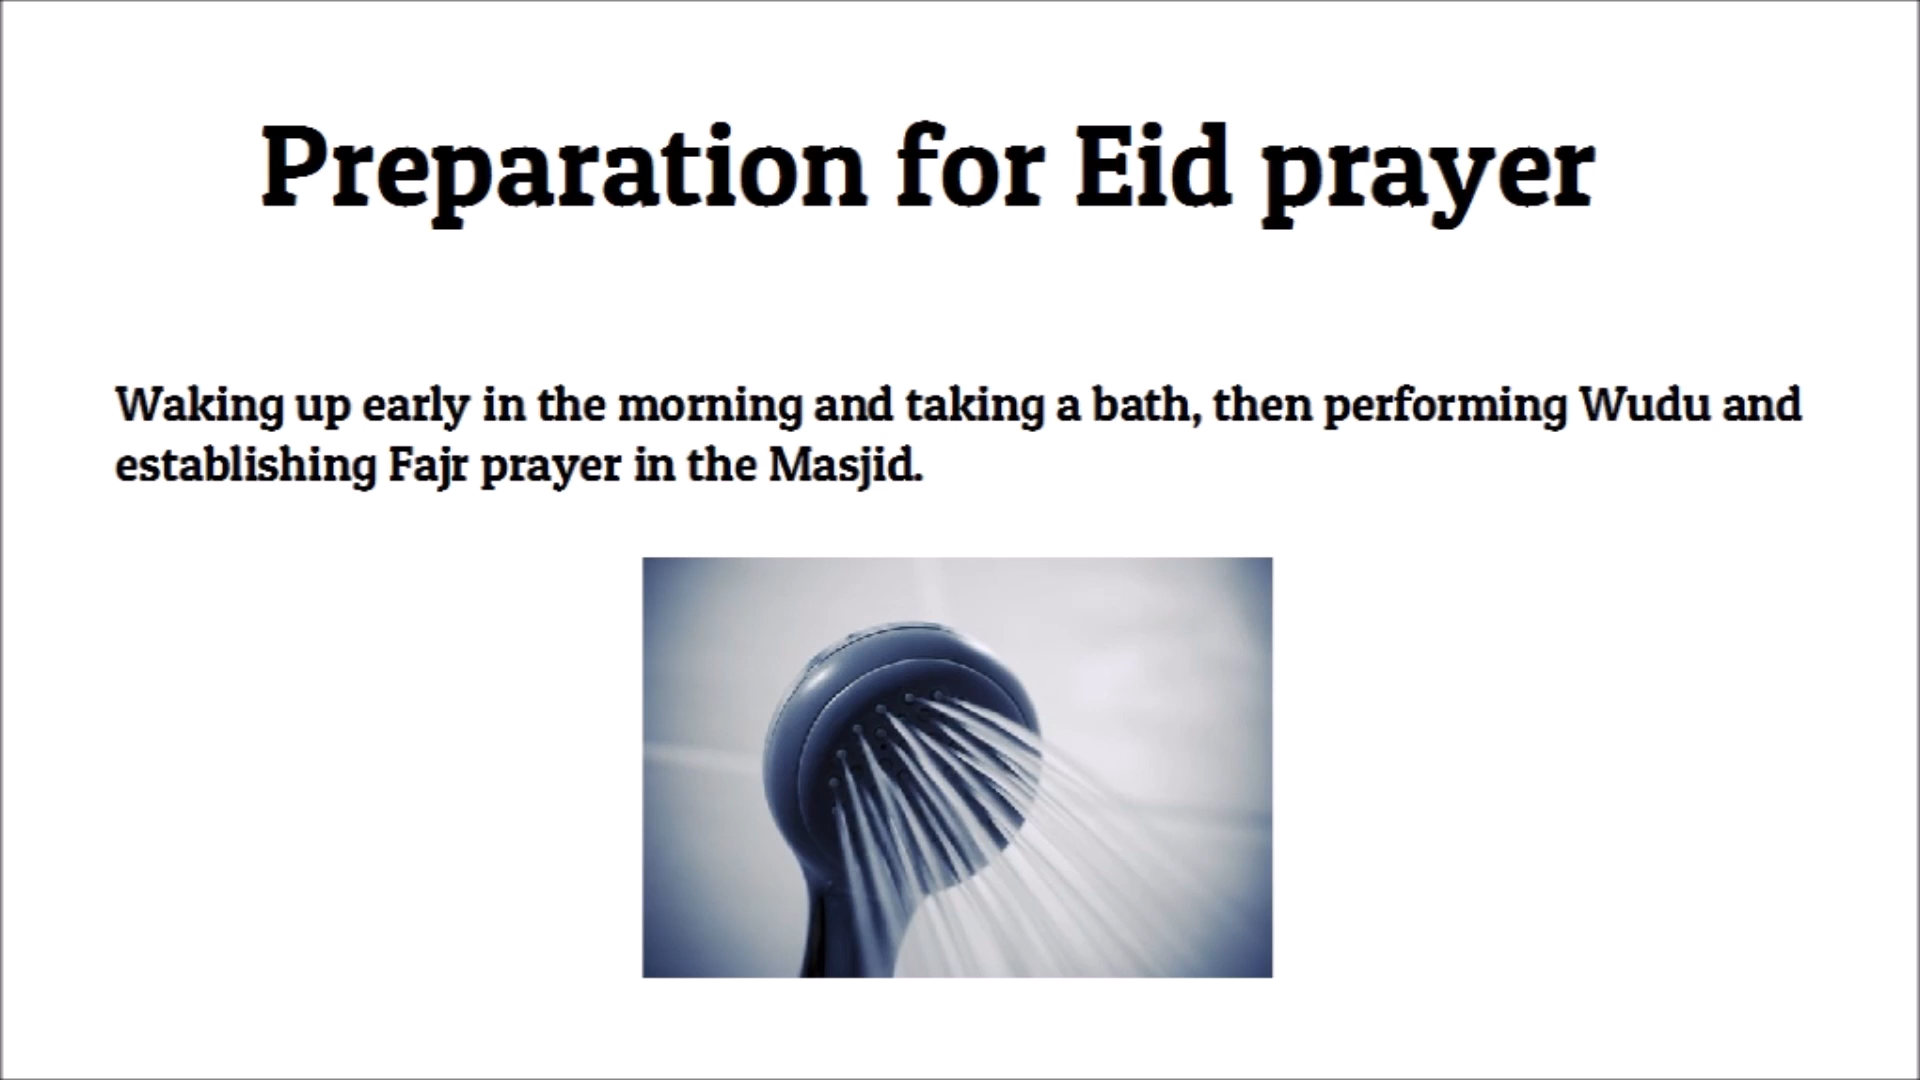 Preparation for Eid prayer
Waking up early in the morning and taking a bath, then performing Wudu and
establishing Fajr prayer in the Masjid.